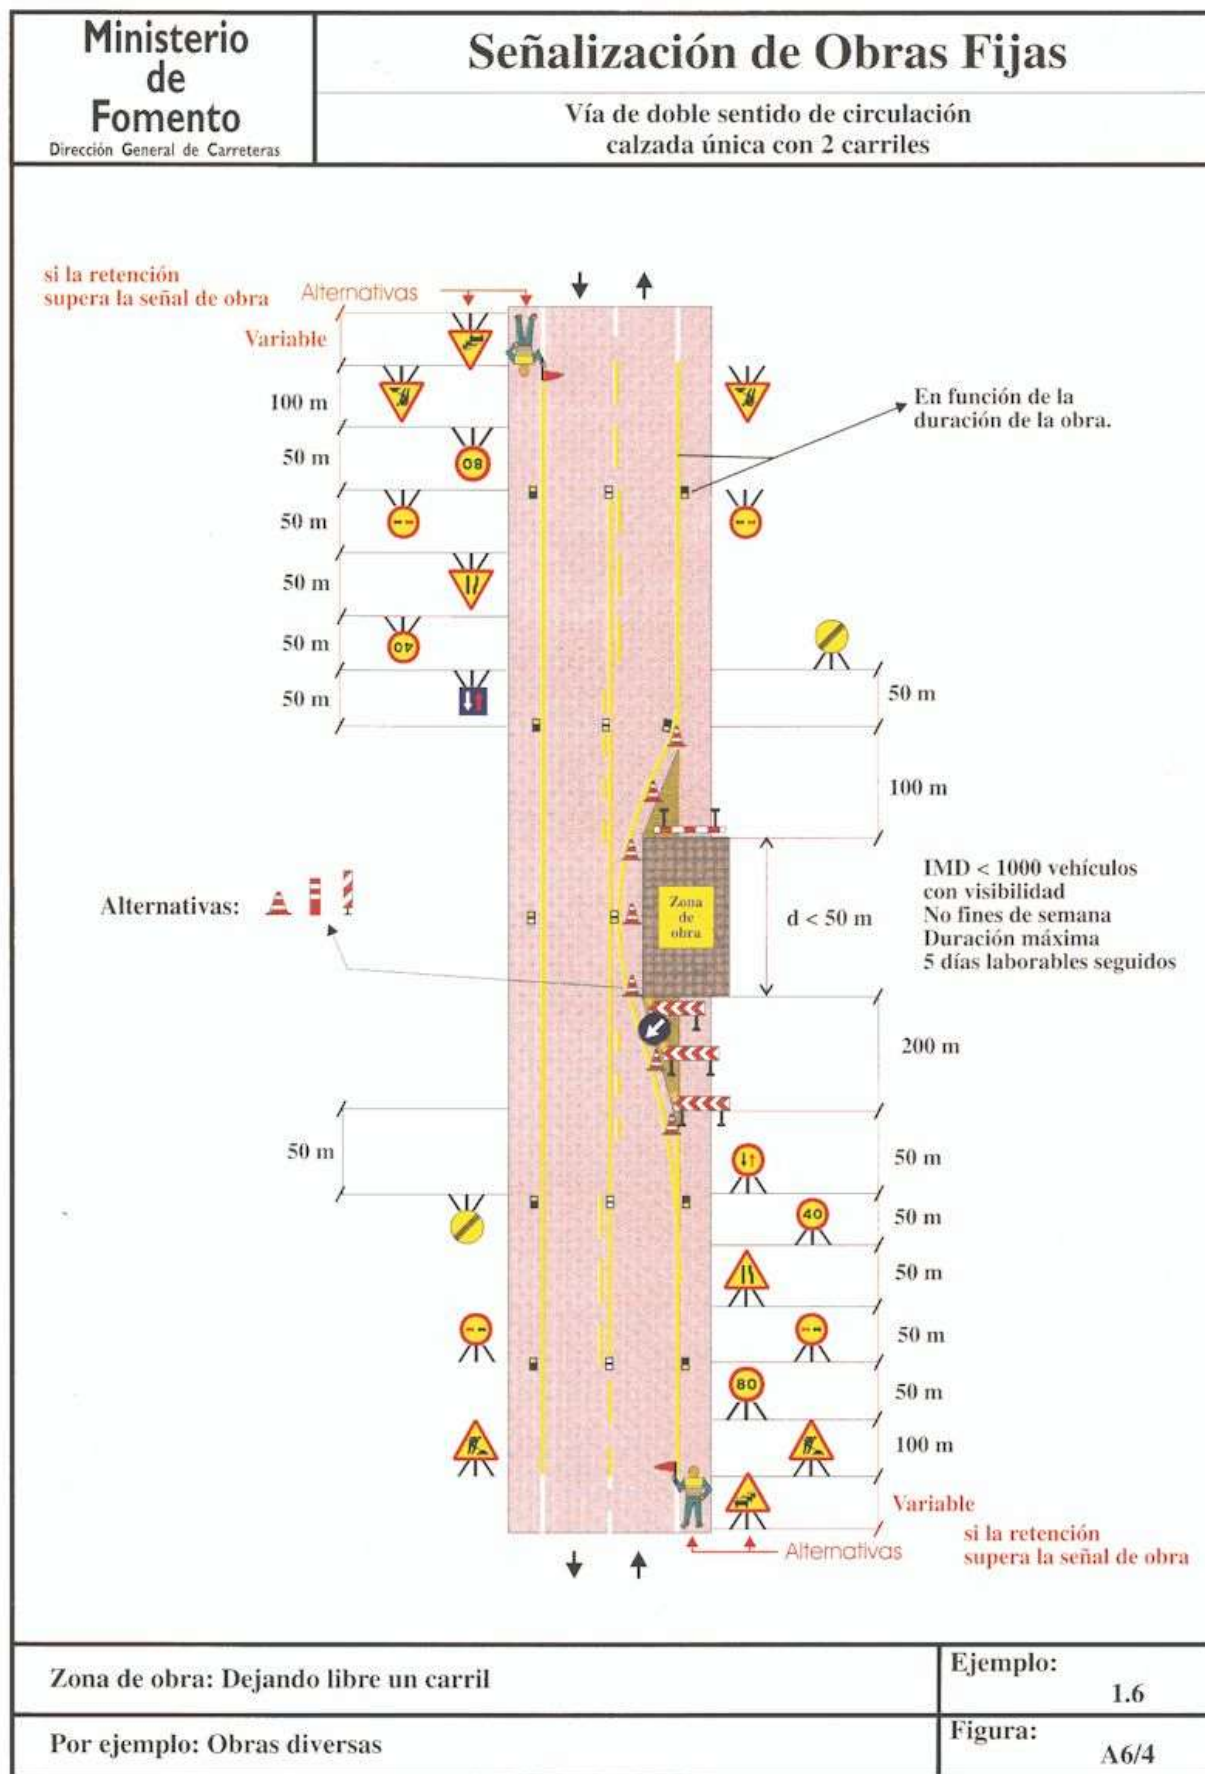 Ministerio
de
Fomento
Dirección General de Carreteras
Señalización de Obras Fijas
Vía de doble sentido de circulación
calzada única con 2 carriles
si la retención
supera la señal de obra
Alternativas
Variable
100 m
En función de la
duración de la obra.
50 m
80
50 m
50 m
50 m
40
50 m
50 m
100 m
Zona
de
obra
d < 50 m
IMD < 1000 vehículos
con visibilidad
No fines de semana
Duración máxima
5 días laborables seguidos
Alternativas:
200 m
50 m
50 m
40
50 m
50 m
50 m
80
50 m
100 m
Variable
si la retención
supera la señal de obra
Alternativas
Zona de obra: Dejando libre un carril
Ejemplo:
1.6
Por ejemplo: Obras diversas
Figura:
A6/4